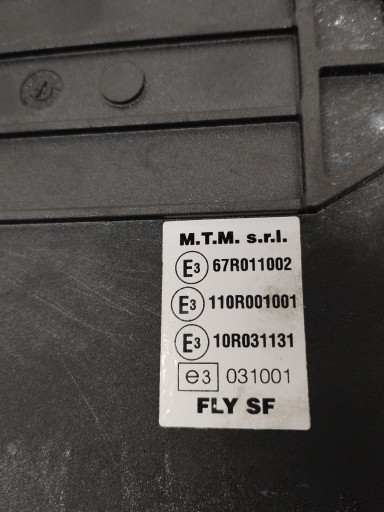 M.T.M. s.r.l.
E3 67R011002
E3 110R001001
E3 10R031131
e3 031001
FLY SF